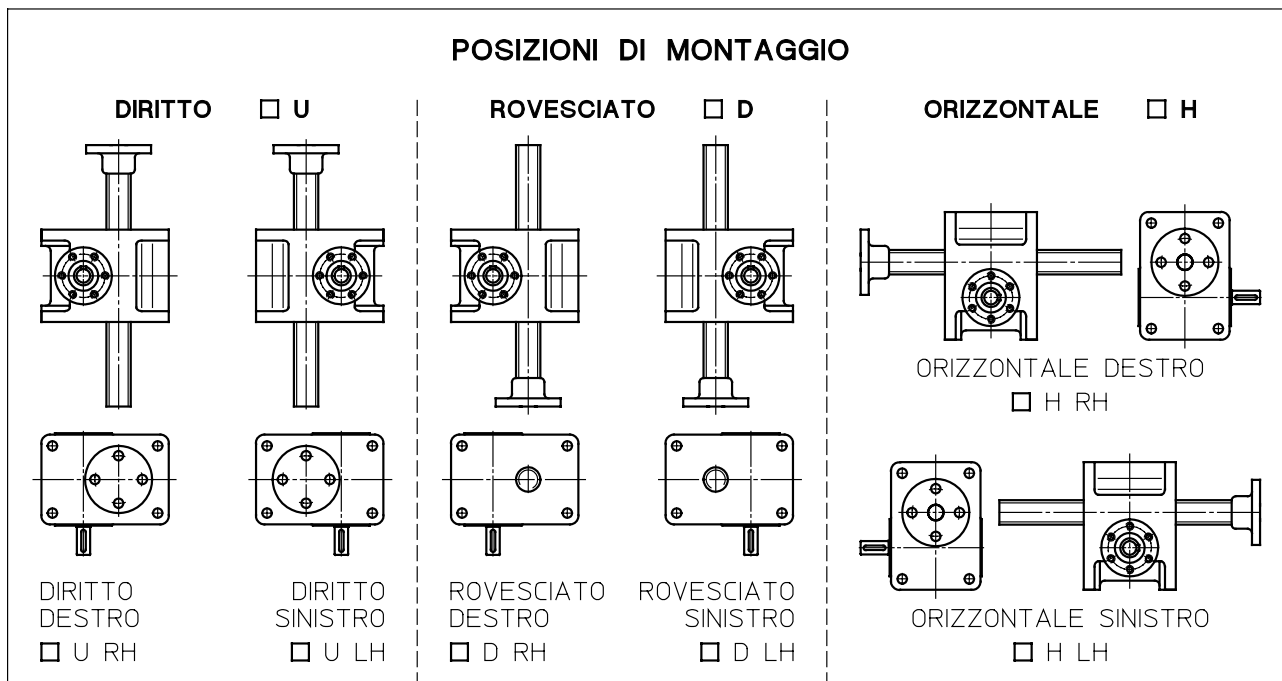 POSIZIONI DI MONTAGGIO
DIRITTO □ U
ROVESCIATO □ D
ORIZZONTALE □ H
ORIZZONTALE DESTRO
□ H RH
DIRITTO
DESTRO
□ U RH
DIRITTO
SINISTRO
□ U LH
ROVESCIATO
DESTRO
□ D RH
ROVESCIATO
SINISTRO
□ D LH
ORIZZONTALE SINISTRO
□ H LH